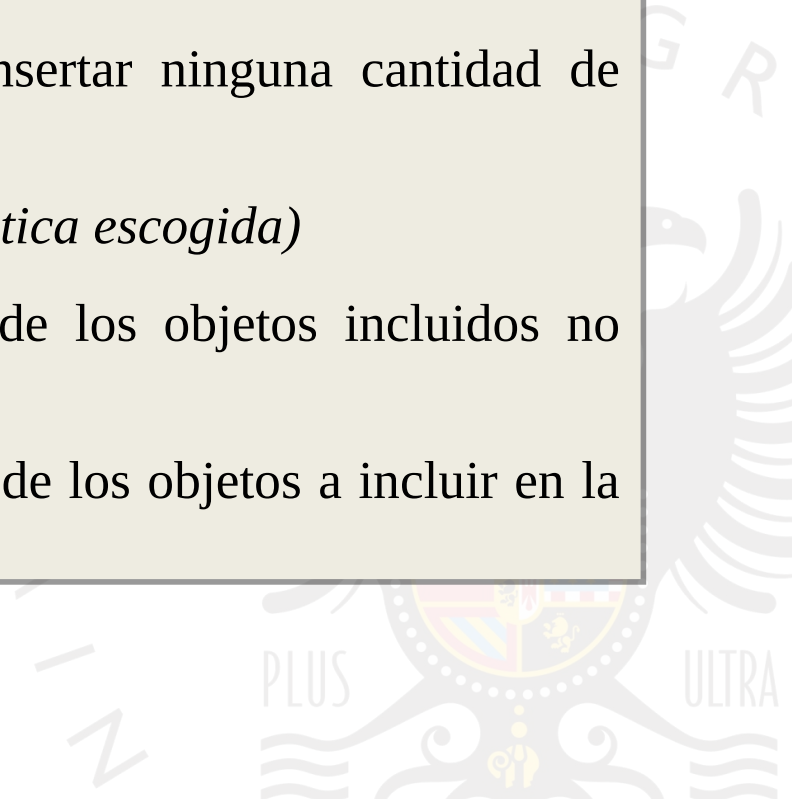 nsertar ninguna cantidad de
tica escogida)
de los objetos incluidos no
de los objetos a incluir en la
G R
PLUS ULTRA
I N